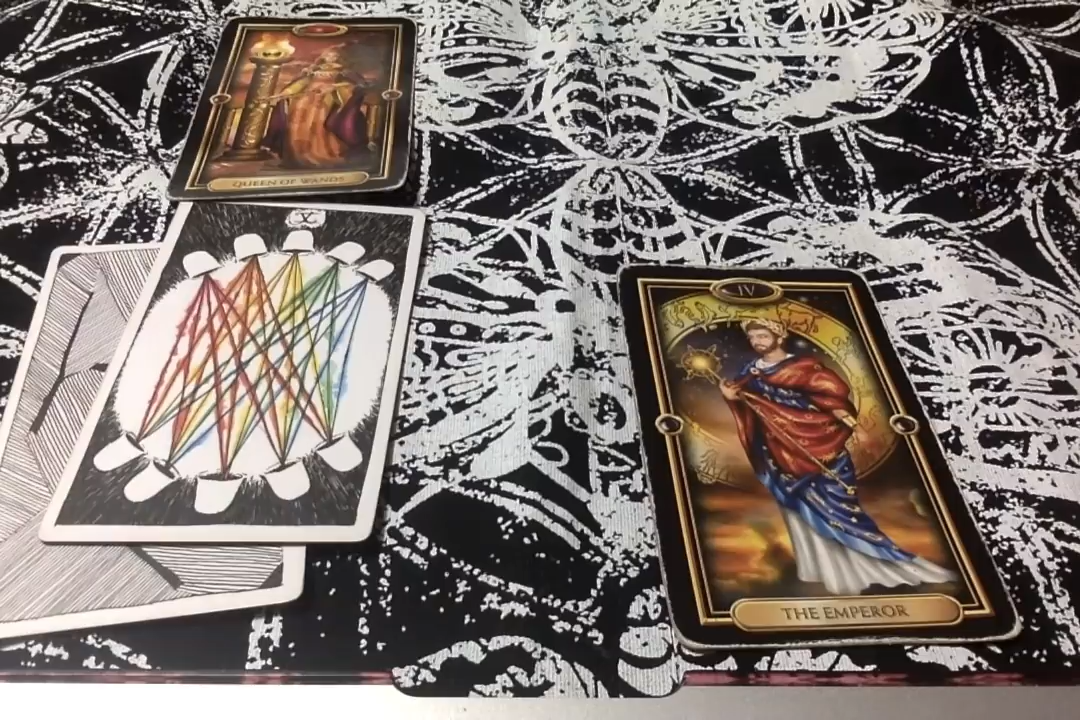 QUEEN OF WANDS
IV
THE EMPEROR